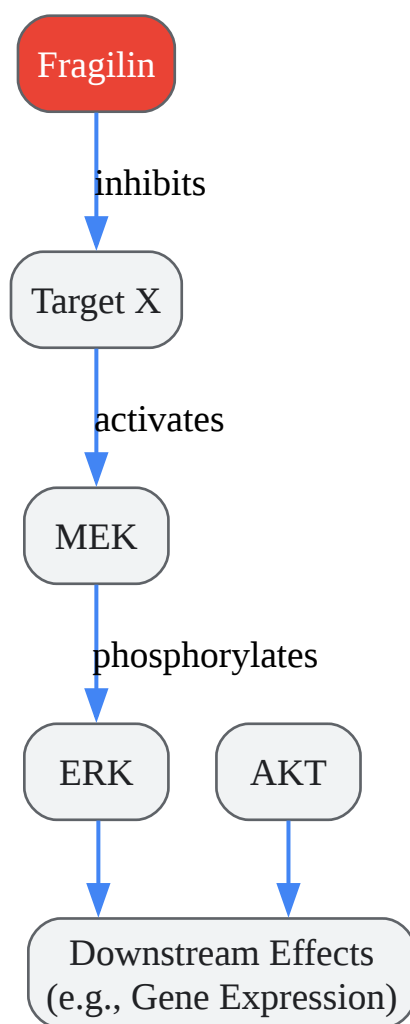 Fragilin
inhibits
Target X
activates
MEK
phosphorylates
ERK
AKT
Downstream Effects
(e.g., Gene Expression)